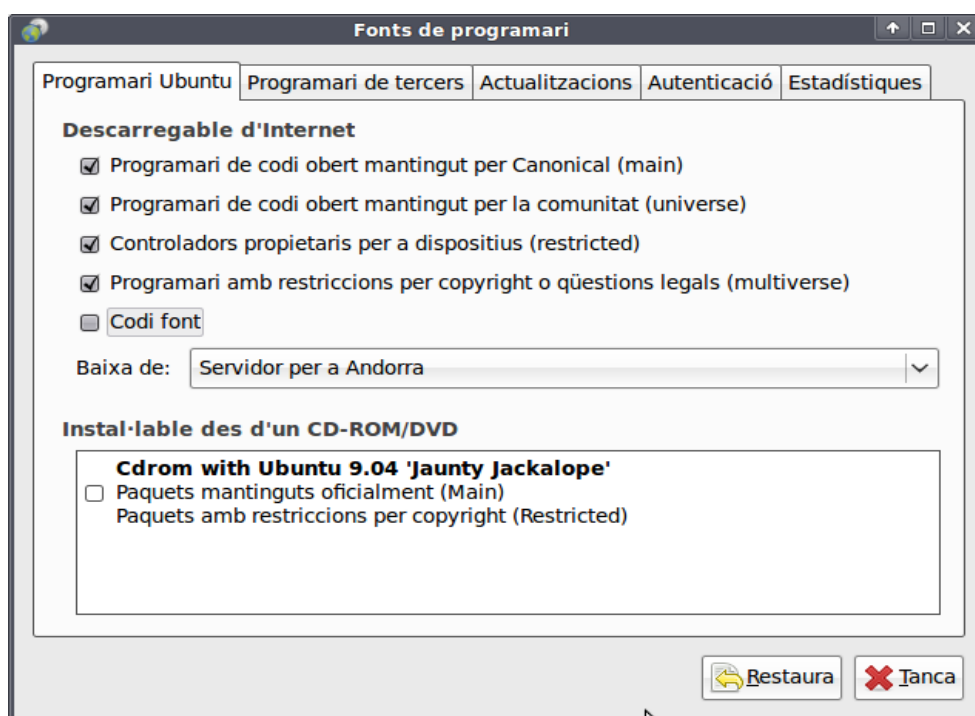 Fonts de programari
Programari Ubuntu Programari de tercers Actualitzacions Autenticació Estadístiques
Descarregable d'Internet
Programari de codi obert mantingut per Canonical (main)
Programari de codi obert mantingut per la comunitat (universe)
Controladors propietaris per a dispositius (restricted)
Programari amb restriccions per copyright o qüestions legals (multiverse)
Codi font
Baixa de: Servidor per a Andorra
Instal·lable des d'un CD-ROM/DVD
Cdrom with Ubuntu 9.04 'Jaunty Jackalope'
Paquets mantinguts oficialment (Main)
Paquets amb restriccions per copyright (Restricted)
Restaura Tanca